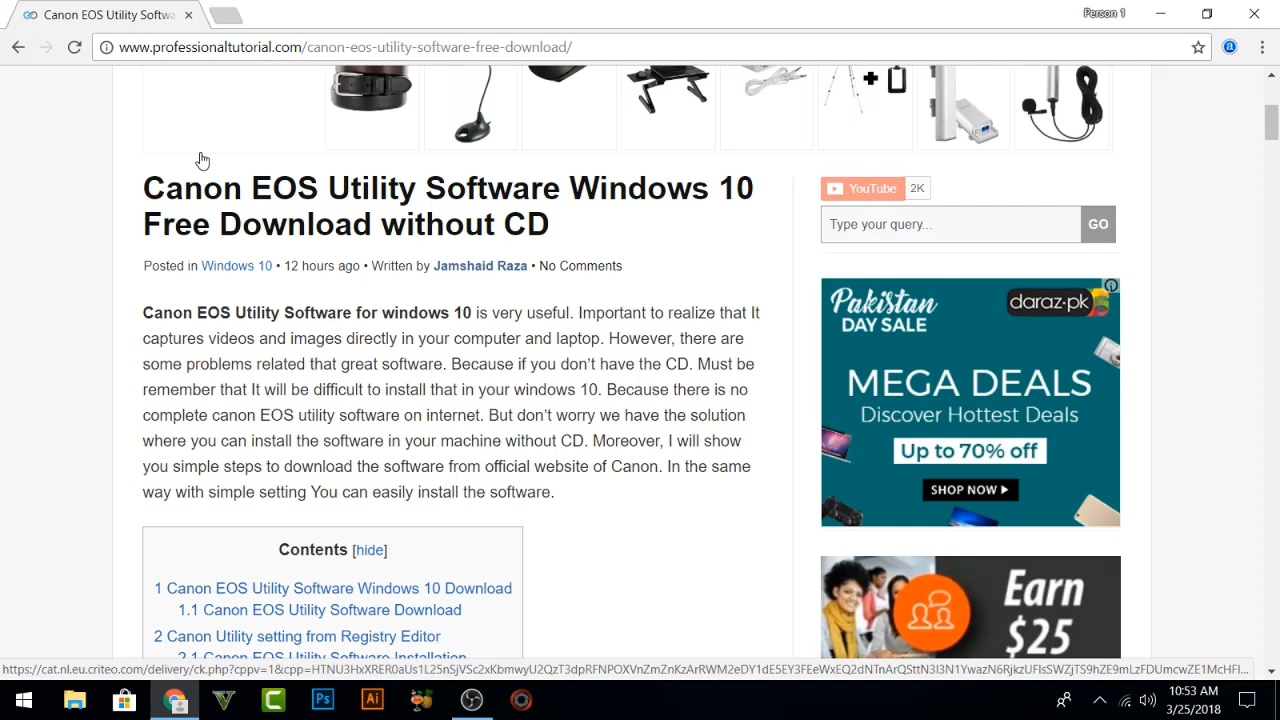 Canon EOS Utility Softwa
Person 1
www.professionaltutorial.com/canon-eos-utility-software-free-download/
Canon EOS Utility Software Windows 10
Free Download without CD
Posted in Windows 10 • 12 hours ago • Written by Jamshaid Raza • No Comments
Canon EOS Utility Software for windows 10 is very useful. Important to realize that It
captures videos and images directly in your computer and laptop. However, there are
some problems related that great software. Because if you don't have the CD. Must be
remember that It will be difficult to install that in your windows 10. Because there is no
complete canon EOS utility software on internet. But don't worry we have the solution
where you can install the software in your machine without CD. Moreover, I will show
you simple steps to download the software from official website of Canon. In the same
way with simple setting You can easily install the software.
Contents [hide]
1 Canon EOS Utility Software Windows 10 Download
1.1 Canon EOS Utility Software Download
2 Canon Utility setting from Registry Editor
2.1 Canon EOS Utility Software Installation
YouTube 2K
Type your query... GO
Pakistan
DAY SALE
daraz.pk
MEGA DEALS
Discover Hottest Deals
Up to 70% off
SHOP NOW
Earn
$25
10:53 AM
3/25/2018